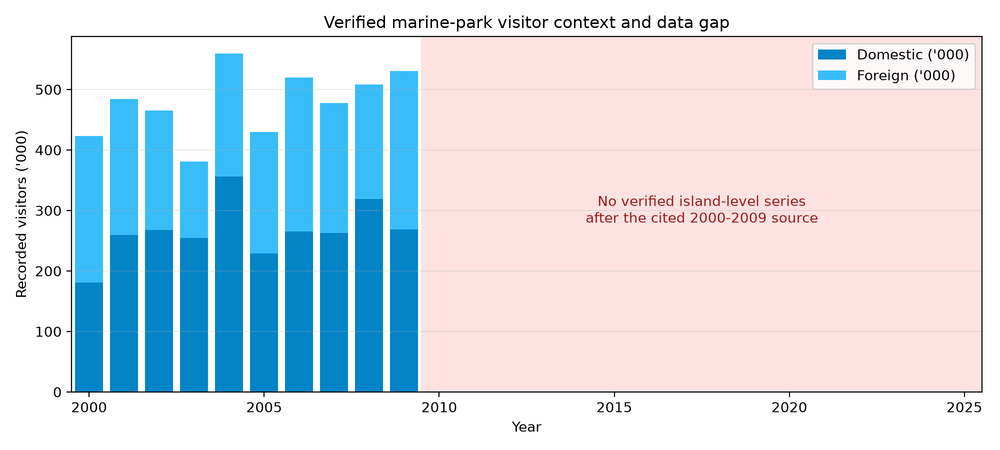 Verified marine-park visitor context and data gap
Domestic ('000)
Foreign ('000)
Recorded visitors ('000)
500
400
300
200
100
0
No verified island-level series
after the cited 2000-2009 source
2000 2005 2010 2015 2020 2025
Year